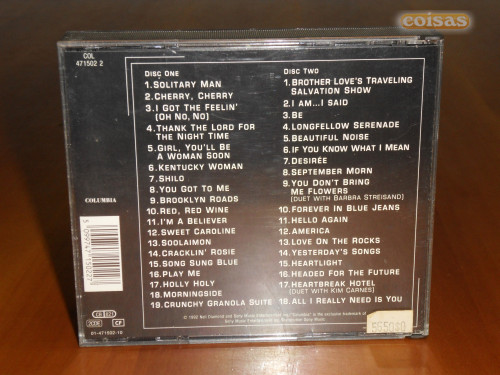 eoisas
COL
471502 2
DISC ONE
1. SOLITARY MAN
2. CHERRY, CHERRY
3. I GOT THE FEELIN'
(OH NO, NO)
4. THANK THE LORD FOR
THE NIGHT TIME
5. GIRL, YOU'LL BE
A WOMAN SOON
6. KENTUCKY WOMAN
7. SHILO
8. YOU GOT TO ME
9. BROOKLYN ROADS
10. RED, RED WINE
11. I'M A BELIEVER
12. SWEET CAROLINE
13. SOOLAIMON
14. CRACKLIN' ROSIE
15. SONG SUNG BLUE
16. PLAY ME
17. HOLLY HOLY
18. MORNINGSIDE
19. CRUNCHY GRANOLA SUITE
DISC TWO
1. BROTHER LOVE'S TRAVELING
SALVATION SHOW
2. I AM...I SAID
3. BE
4. LONGFELLOW SERENADE
5. BEAUTIFUL NOISE
6. IF YOU KNOW WHAT I MEAN
7. DESIRÉE
8. SEPTEMBER MORN
9. YOU DON'T BRING
ME FLOWERS
(DUET WITH BARBRA STREISAND)
10. FOREVER IN BLUE JEANS
11. HELLO AGAIN
12. AMERICA
13. LOVE ON THE ROCKS
14. YESTERDAY'S SONGS
15. HEARTLIGHT
16. HEADED FOR THE FUTURE
17. HEARTBREAK HOTEL
(DUET WITH KIM CARNES)
18. ALL I REALLY NEED IS YOU
COLUMBIA
01-471502-10